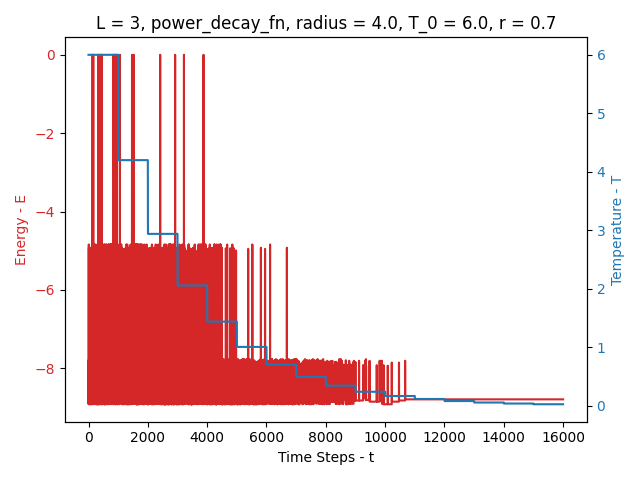 L = 3, power_decay_fn, radius = 4.0, T_0 = 6.0, r = 0.7
Energy - E
0
−2
−4
−6
−8
6
5
4
3
2
1
0
Temperature - T
0 2000 4000 6000 8000 10000 12000 14000 16000
Time Steps - t